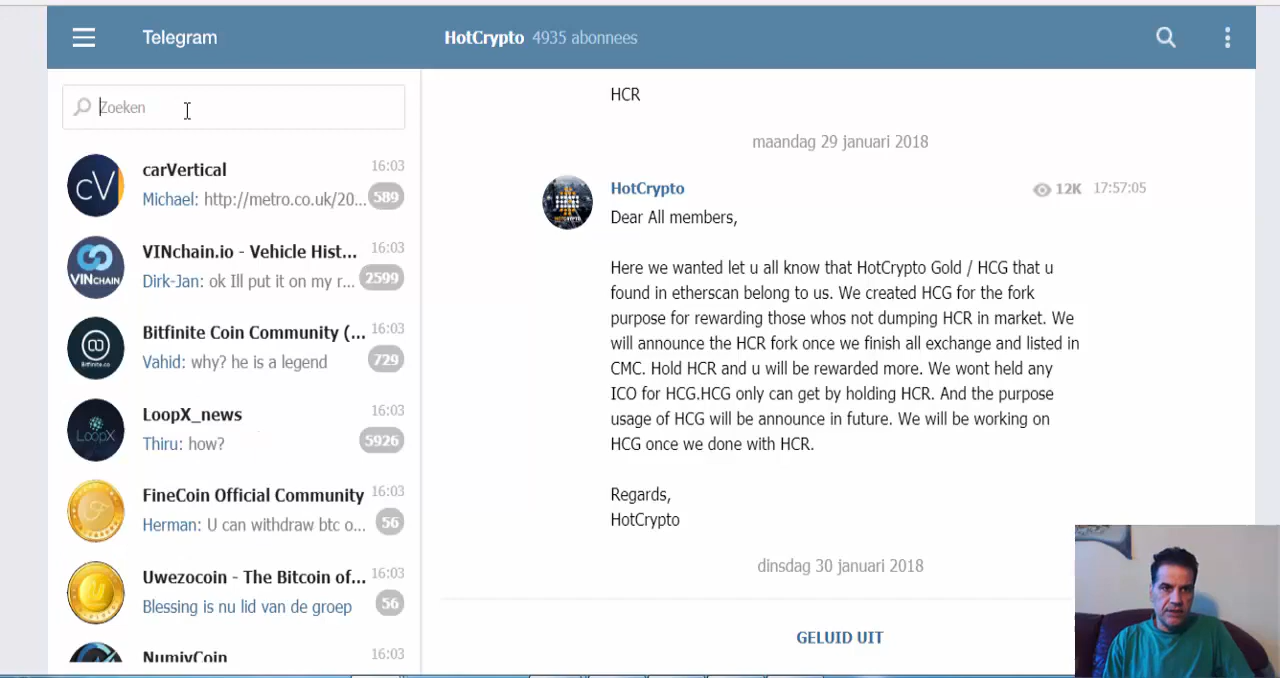 Telegram
HotCrypto 4935 abonnees
Zoeken
carVertical 16:03
Michael: http://metro.co.uk/20... 589
VINchain.io - Vehicle Hist... 16:03
Dirk-Jan: ok Ill put it on my r... 2599
Bitfinite Coin Community (... 16:03
Vahid: why? he is a legend 729
LoopX_news 16:03
Thiru: how? 5926
FineCoin Official Community 16:03
Herman: U can withdraw btc o... 56
Uwezocoin - The Bitcoin of... 16:03
Blessing is nu lid van de groep 56
NumivCoin 16:03
cV
VINCHAIN
Bitfinite.co
LoopX
HCR
maandag 29 januari 2018
HotCrypto 12K 17:57:05
Dear All members,
Here we wanted let u all know that HotCrypto Gold / HCG that u
found in etherscan belong to us. We created HCG for the fork
purpose for rewarding those whos not dumping HCR in market. We
will announce the HCR fork once we finish all exchange and listed in
CMC. Hold HCR and u will be rewarded more. We wont held any
ICO for HCG.HCG only can get by holding HCR. And the purpose
usage of HCG will be announce in future. We will be working on
HCG once we done with HCR.
Regards,
HotCrypto
dinsdag 30 januari 2018
GELUID UIT